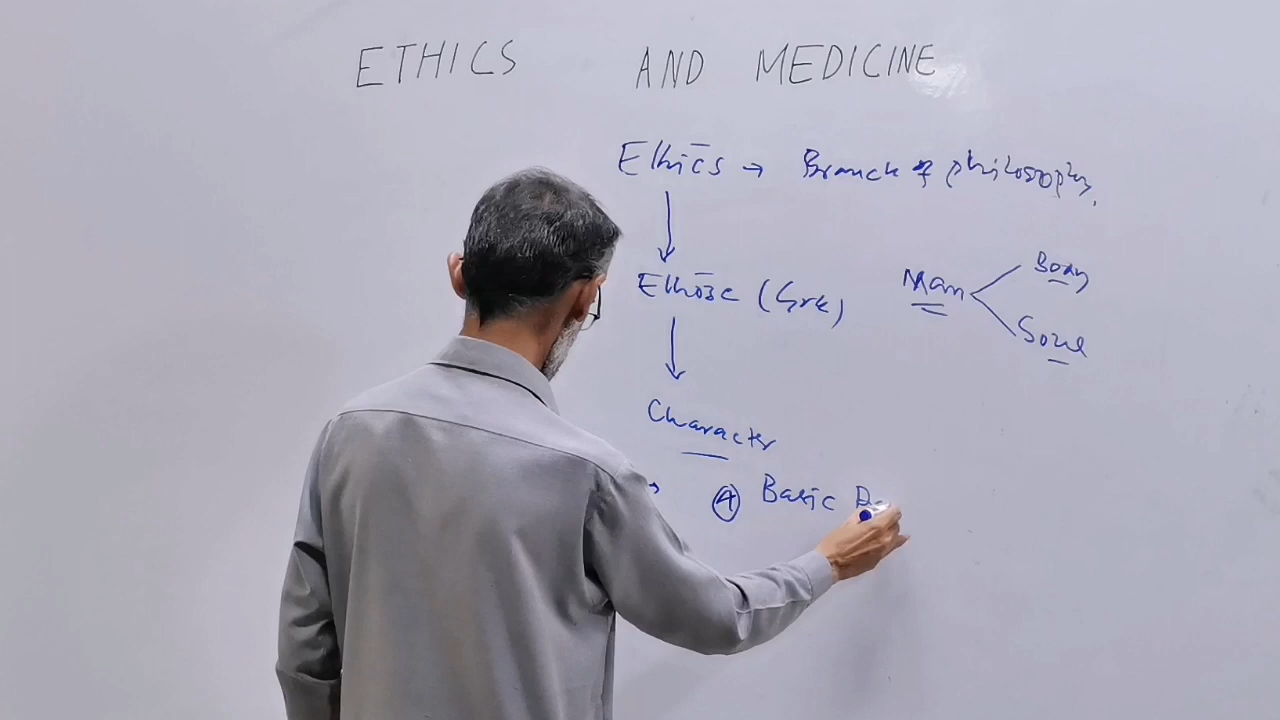 ETHICS AND MEDICINE
Ethics → Branch of philosophy.
↓
Ethose (Grk)
Man
Body
Soul
↓
Character
→ (4) Basic